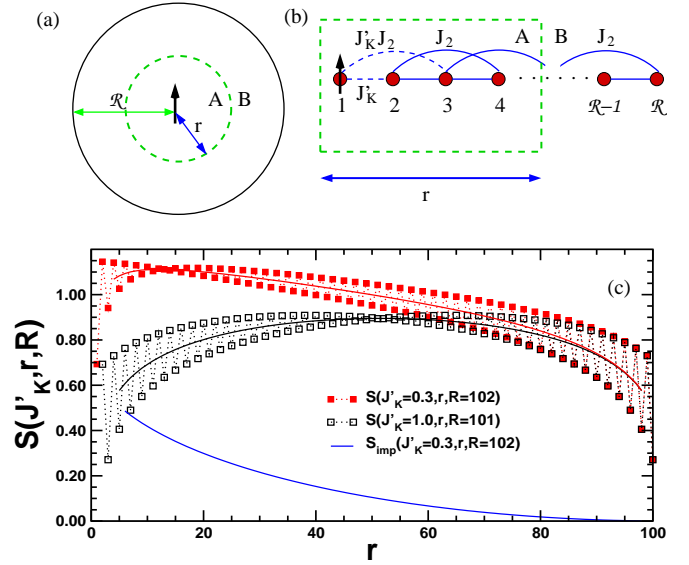 (a)
ℛ
A
B
r
(b)
J'K J2
J2
A
B
J2
J'K
1
2
3
4
ℛ–1
ℛ
r
(c)
S(J'K,r,R)
1.00
0.80
0.60
0.40
0.20
0.00
S(J'K=0.3,r,R=102)
S(J'K=1.0,r,R=101)
Simp(J'K=0.3,r,R=102)
0
20
40
60
80
100
r